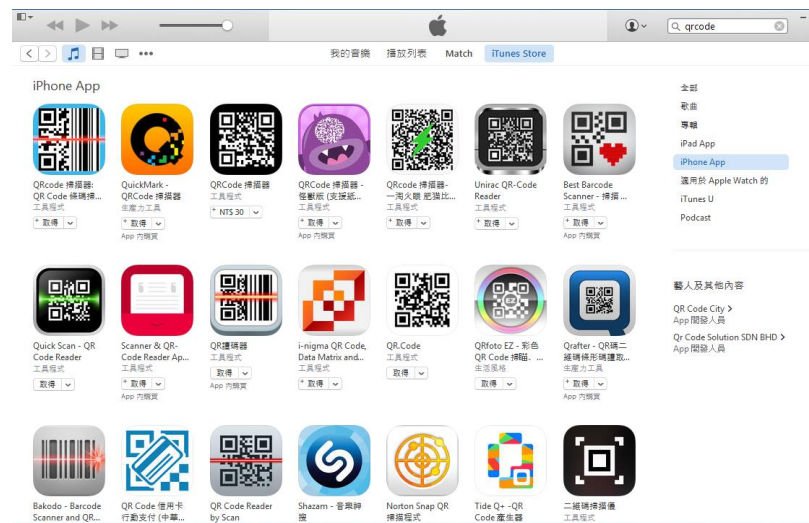 qrcode
我的音樂 播放列表 Match iTunes Store
iPhone App
QRcode 掃描器: QR Code 條碼掃...
工具程式
+ 取得
QuickMark - QRCode 掃描器
生產力工具
+ 取得
App 內購買
QRCode 掃描器
工具程式
+ NT$ 30
QRCode 掃描器 - 怪獸版 (支援紙...
工具程式
+ 取得
QRcode 掃描器-一淘火眼 肥猫比...
工具程式
+ 取得
Unirac QR-Code Reader
工具程式
+ 取得
Best Barcode Scanner - 掃描 ...
工具程式
+ 取得
App 內購買
Quick Scan - QR Code Reader
工具程式
取得
Scanner & QR-Code Reader Ap...
工具程式
+ 取得
App 內購買
QR讀碼器
工具程式
取得
App 內購買
i-nigma QR Code, Data Matrix and...
工具程式
+ 取得
QR.Code
工具程式
取得
EZ
QRfoto EZ - 彩色 QR Code 掃瞄、...
生活風格
取得
Qrafter - QR碼二維碼條形碼讀取...
生產力工具
+ 取得
App 內購買
Bakodo - Barcode Scanner and QR...
QR Code 信用卡行動支付 (中華...
QR Code Reader by Scan
Shazam - 音樂神搜
Norton Snap QR 掃描程式
Tide Q+ -QR Code 產生器
二維碼掃描儀
工具程式
全部
歌曲
專輯
iPad App
iPhone App
適用於 Apple Watch 的
iTunes U
Podcast
藝人及其他內容
QR Code City >
App 開發人員
Qr Code Solution SDN BHD >
App 開發人員